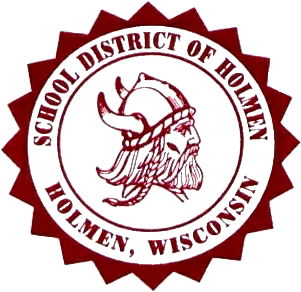 SCHOOL DISTRICT OF HOLMEN
HOLMEN, WISCONSIN